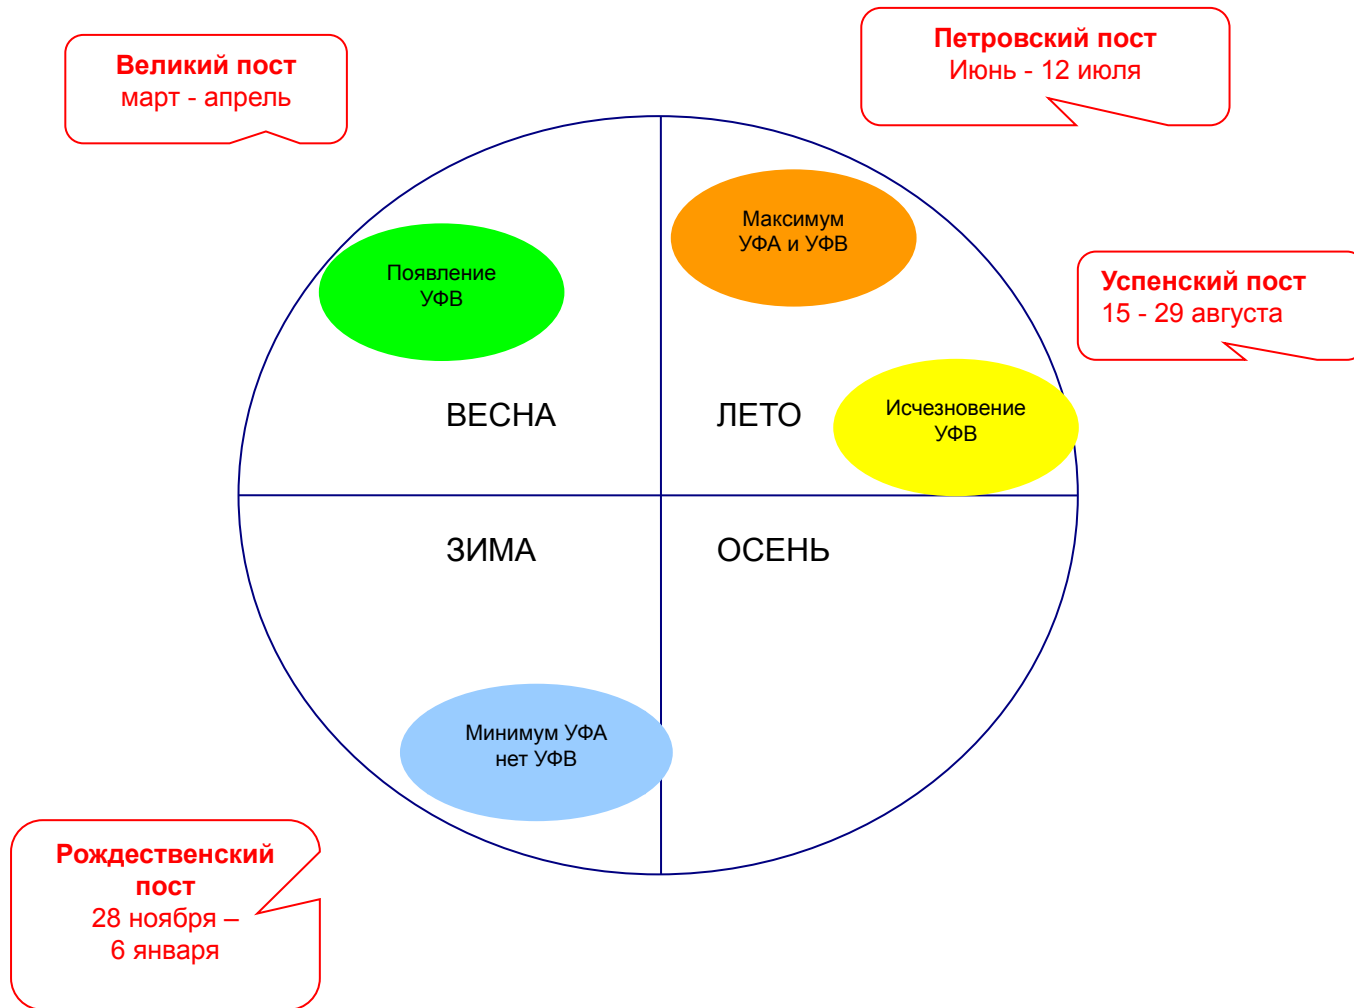 Великий пост
март - апрель
Петровский пост
Июнь - 12 июля
Максимум
УФА и УФВ
Появление
УФВ
Успенский пост
15 - 29 августа
ВЕСНА
ЛЕТО
Исчезновение
УФВ
ЗИМА
ОСЕНЬ
Минимум УФА
нет УФВ
Рождественский
пост
28 ноября –
6 января